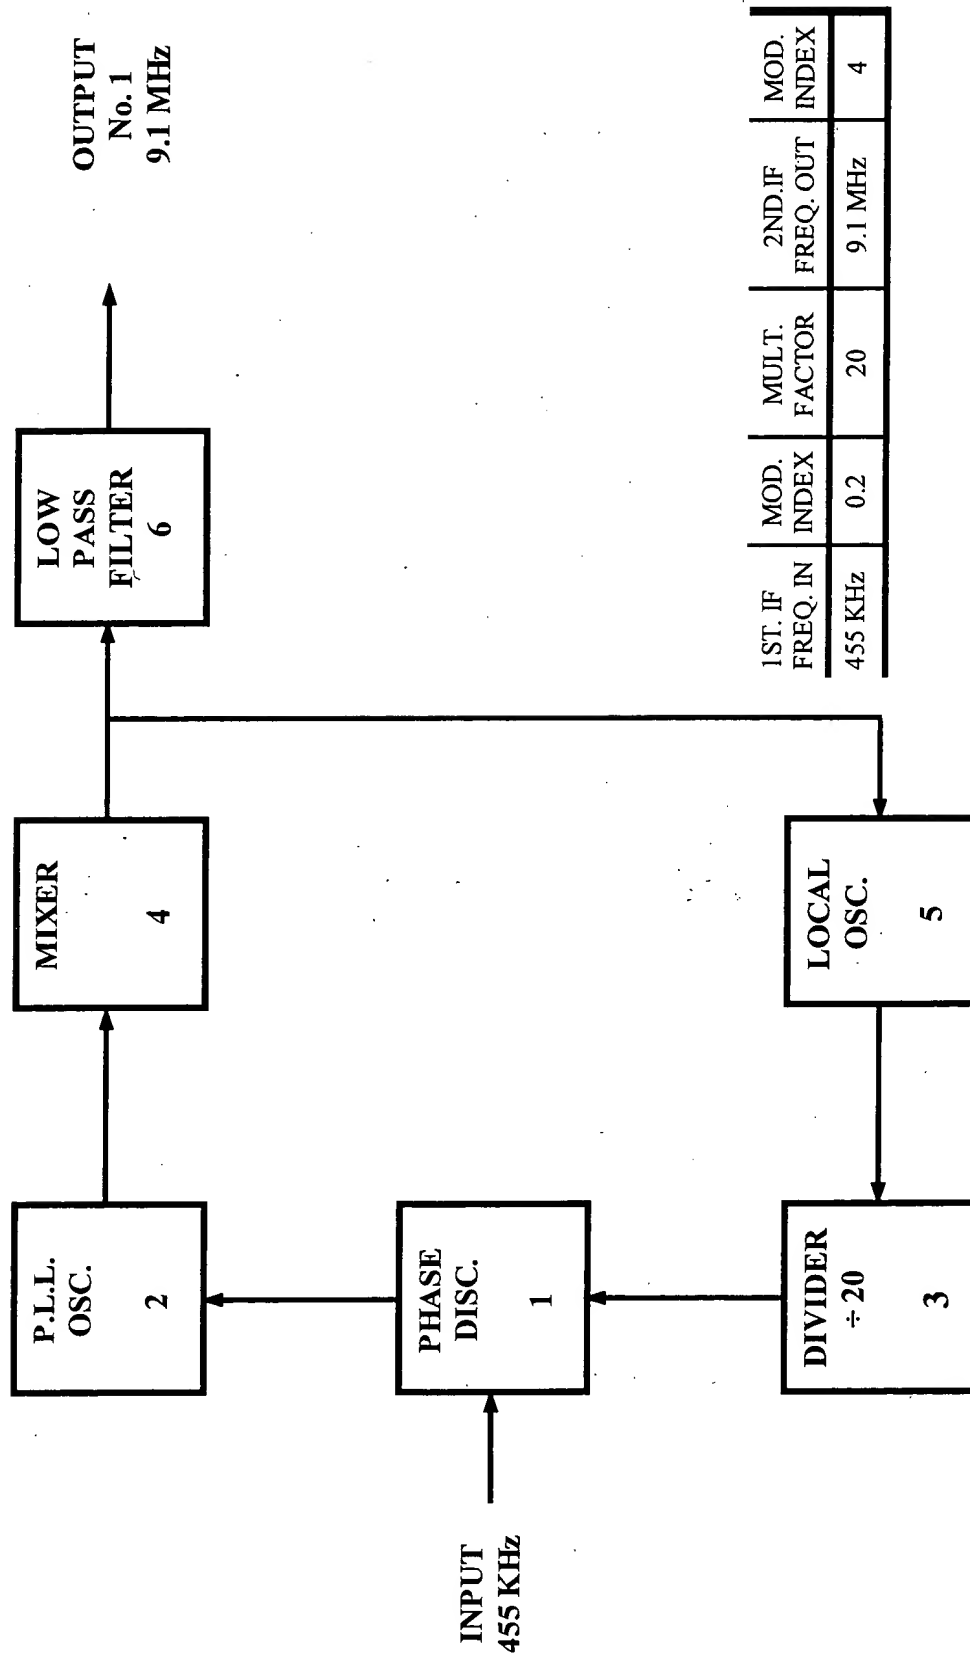 INPUT
455 KHz
PHASE
DISC.
1
P.L.L.
OSC.
2
DIVIDER
÷20
3
MIXER
4
LOCAL
OSC.
5
LOW
PASS
FILTER
6
OUTPUT
No. 1
9.1 MHz
1ST. IF
FREQ. IN
MOD.
INDEX
MULT.
FACTOR
2ND.IF
FREQ. OUT
MOD.
INDEX
455 KHz
0.2
20
9.1 MHz
4